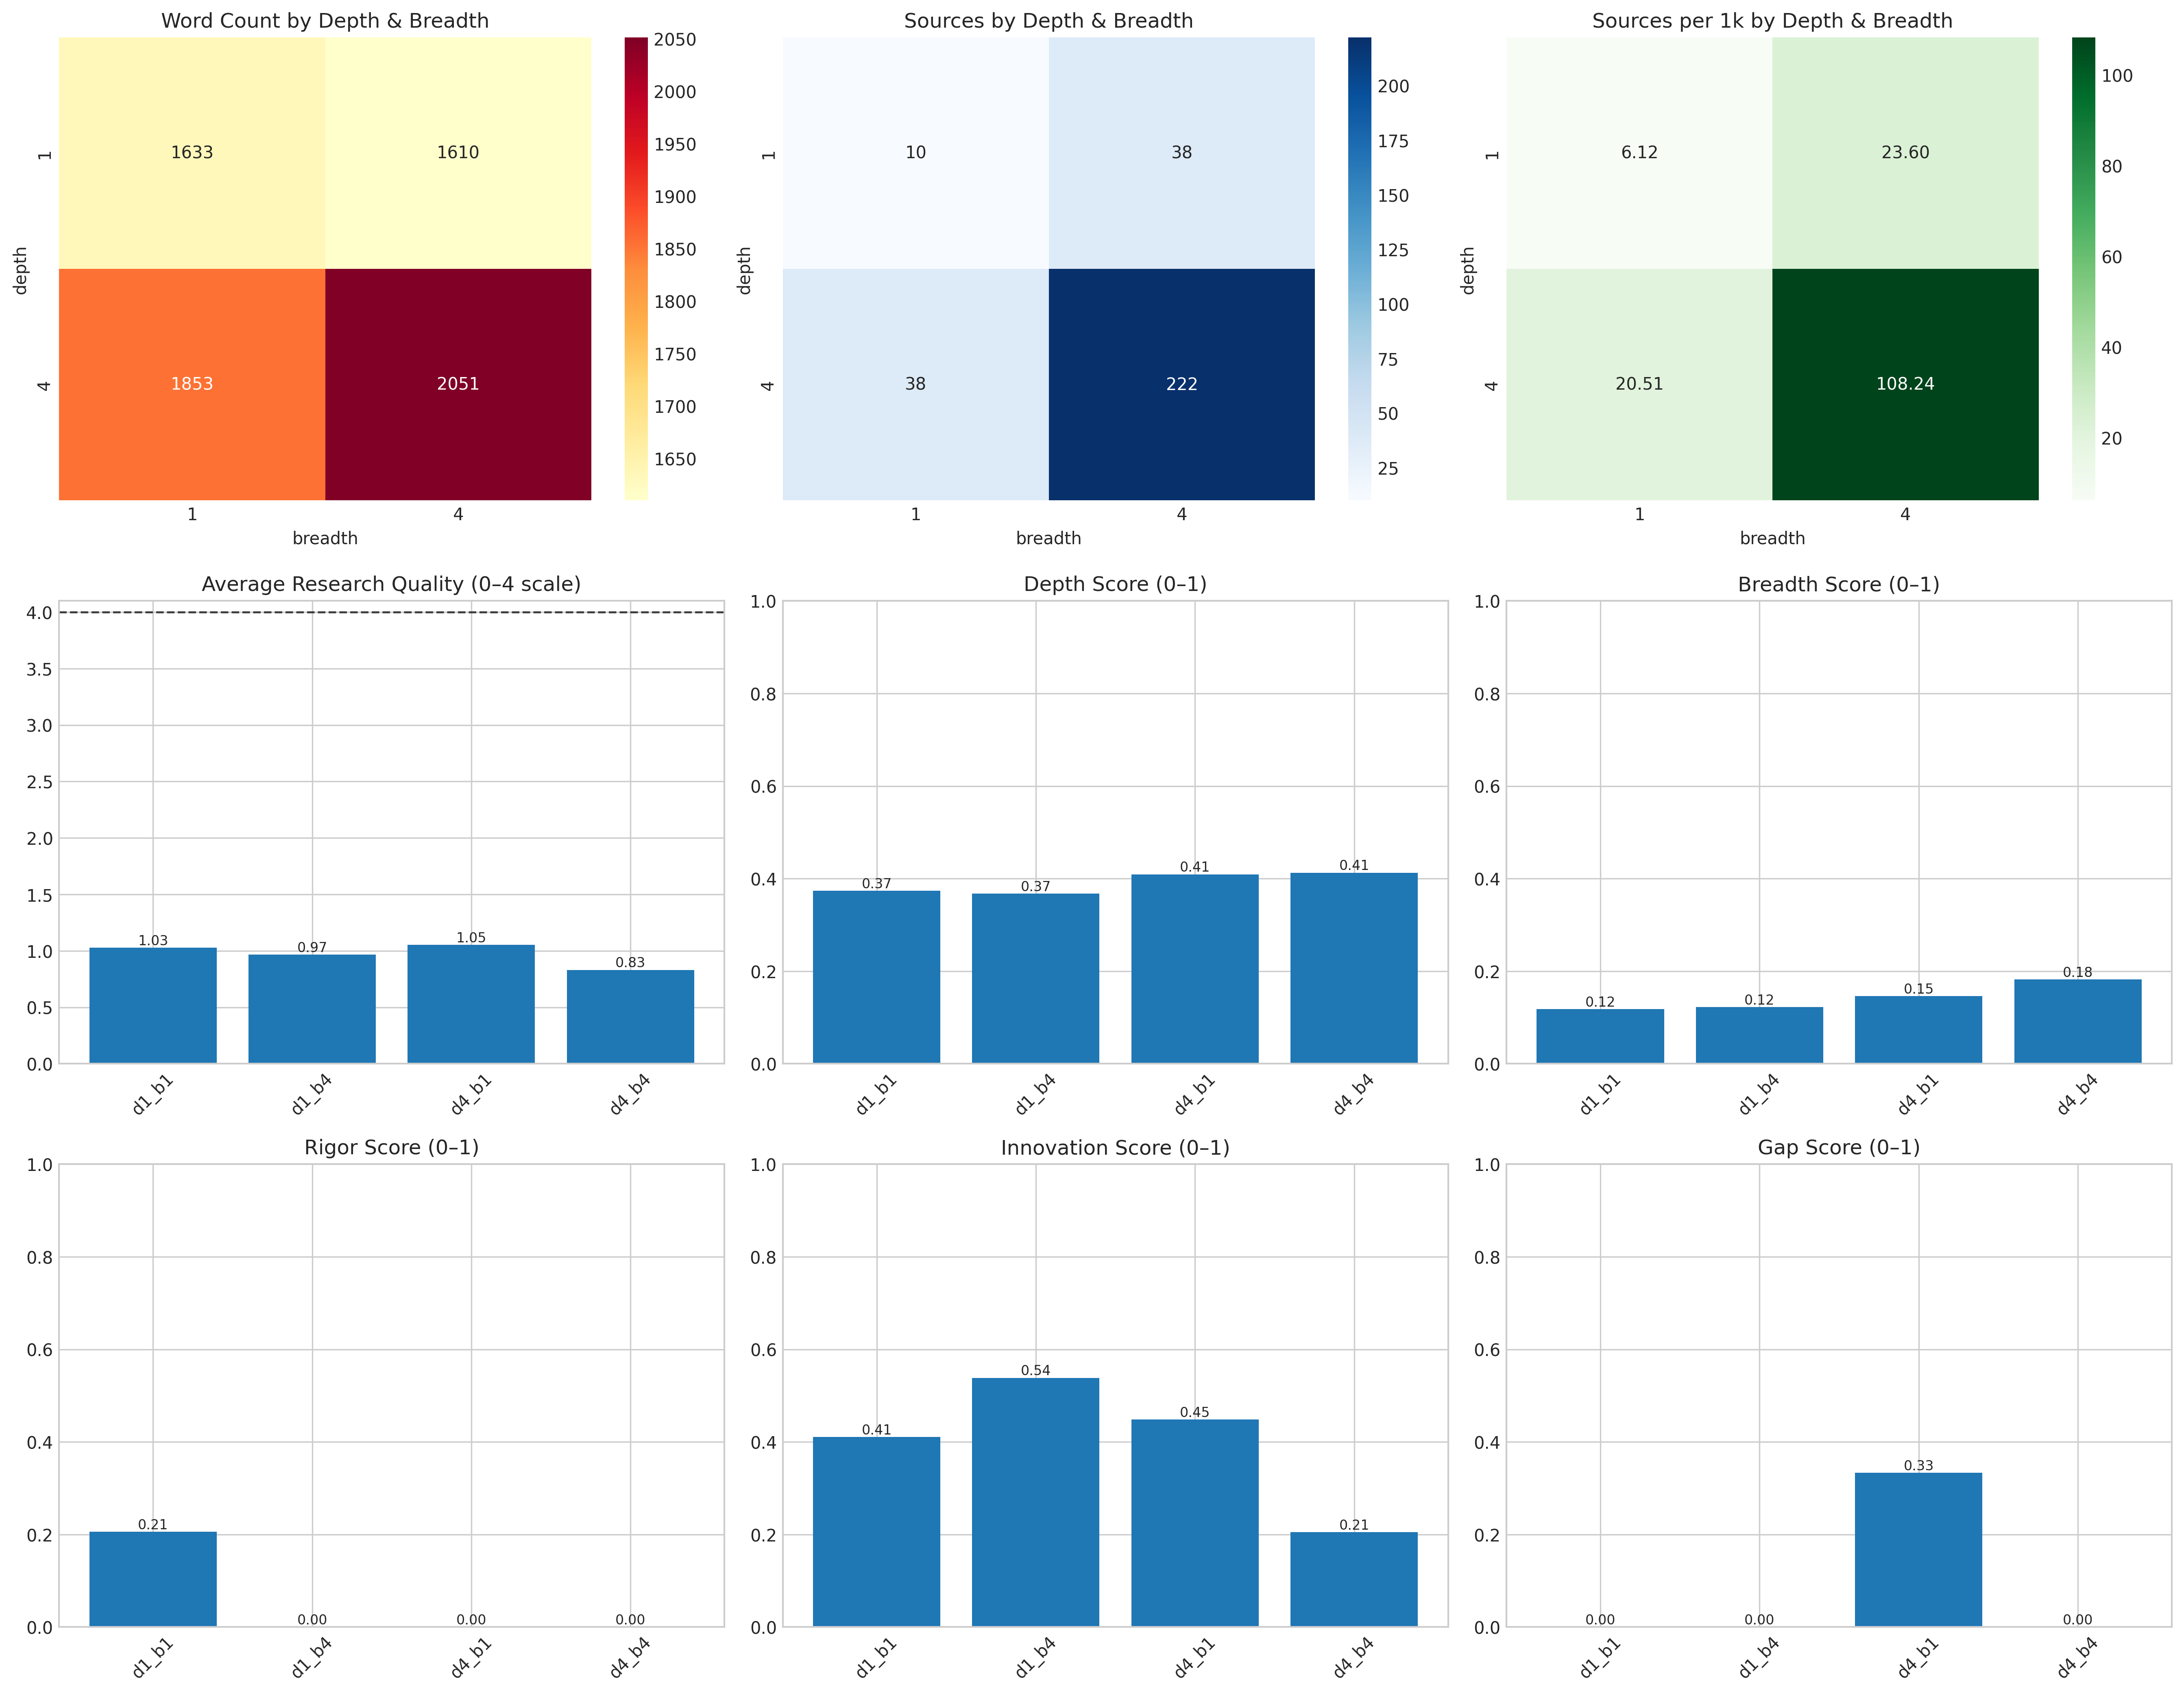 Word Count by Depth & Breadth
1633 1610
1853 2051
1 4
depth
1 4
breadth
2050
2000
1950
1900
1850
1800
1750
1700
1650
Sources by Depth & Breadth
10 38
38 222
1 4
depth
1 4
breadth
200
175
150
125
100
75
50
25
Sources per 1k by Depth & Breadth
6.12 23.60
20.51 108.24
1 4
depth
1 4
breadth
100
80
60
40
20
Average Research Quality (0–4 scale)
4.0
3.5
3.0
2.5
2.0
1.5
1.0
0.5
0.0
1.03 0.97 1.05 0.83
d1_b1 d1_b4 d4_b1 d4_b4
Depth Score (0–1)
1.0
0.8
0.6
0.4
0.2
0.0
0.37 0.37 0.41 0.41
d1_b1 d1_b4 d4_b1 d4_b4
Breadth Score (0–1)
1.0
0.8
0.6
0.4
0.2
0.0
0.12 0.12 0.15 0.18
d1_b1 d1_b4 d4_b1 d4_b4
Rigor Score (0–1)
1.0
0.8
0.6
0.4
0.2
0.0
0.21 0.00 0.00 0.00
d1_b1 d1_b4 d4_b1 d4_b4
Innovation Score (0–1)
1.0
0.8
0.6
0.4
0.2
0.0
0.41 0.54 0.45 0.21
d1_b1 d1_b4 d4_b1 d4_b4
Gap Score (0–1)
1.0
0.8
0.6
0.4
0.2
0.0
0.00 0.00 0.33 0.00
d1_b1 d1_b4 d4_b1 d4_b4